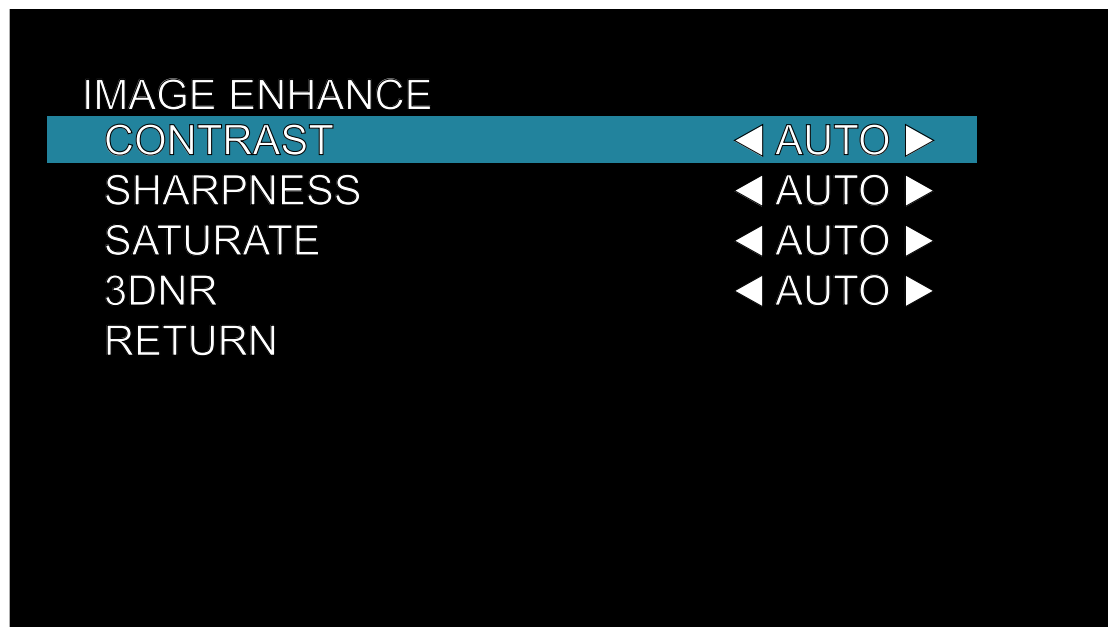 IMAGE ENHANCE
CONTRAST ◀ AUTO ▶
SHARPNESS ◀ AUTO ▶
SATURATE ◀ AUTO ▶
3DNR ◀ AUTO ▶
RETURN